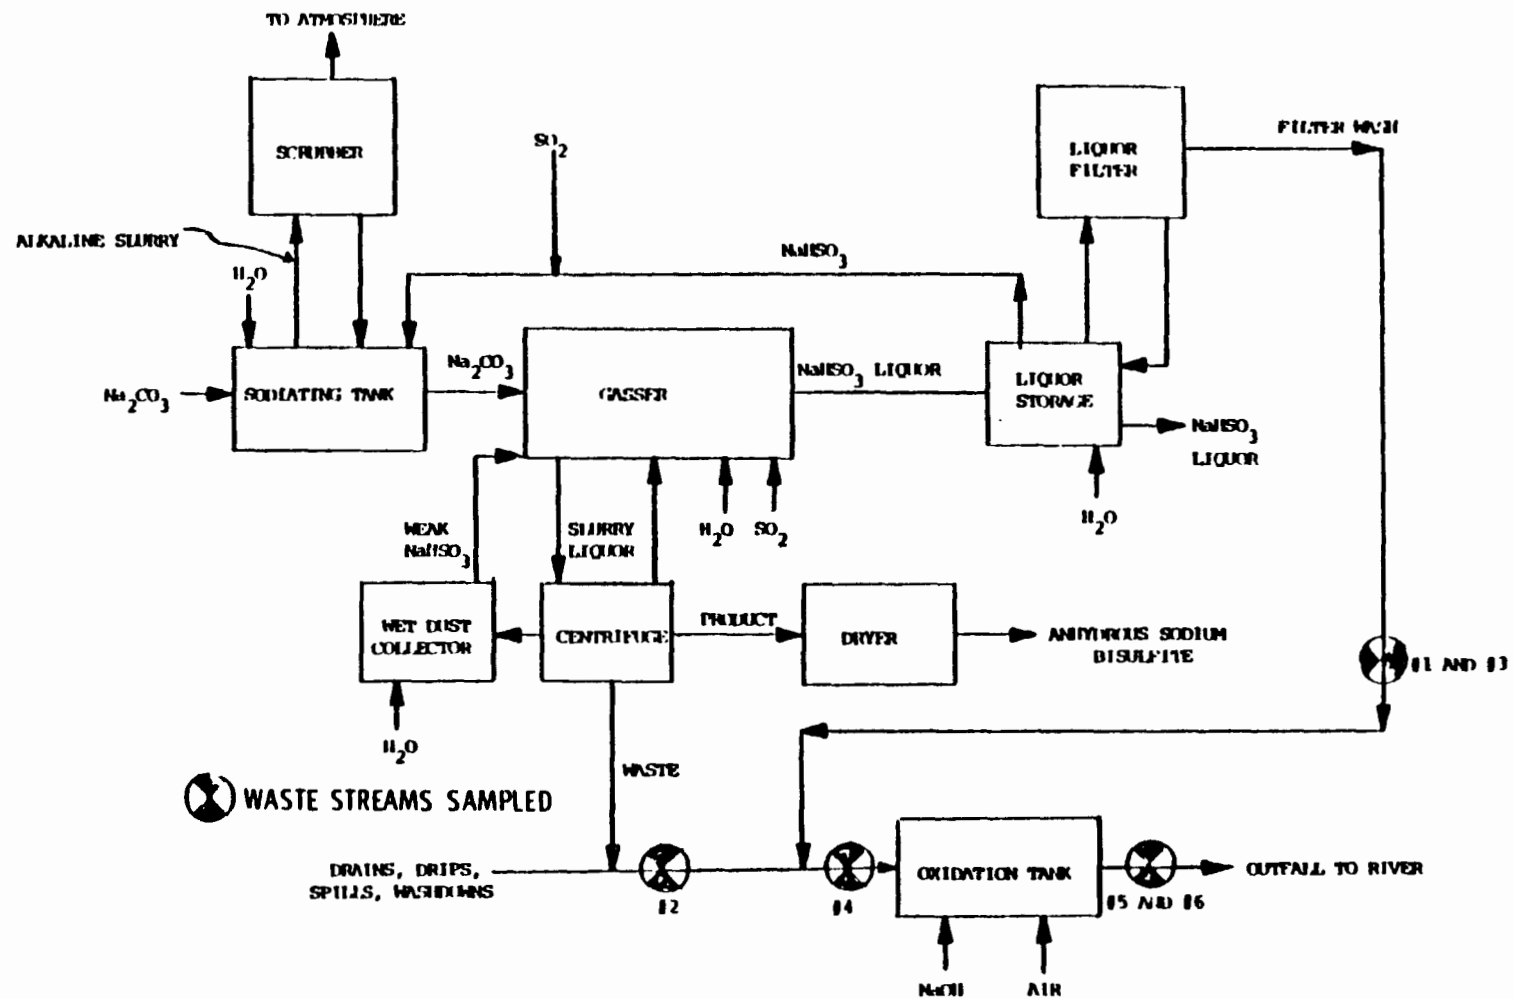 TO ATMOSPHERE
SCRUBBER
SO2
LIQUOR
FILTER
FILTER WASH
ALKALINE SLURRY
H2O
NaHSO3
Na2CO3
SODIATING TANK
Na2CO3
GASSER
NaHSO3 LIQUOR
LIQUOR
STORAGE
NaHSO3
LIQUOR
WEAK
NaHSO3
SLURRY
LIQUOR
H2O
SO2
H2O
WET DUST
COLLECTOR
CENTRIFUGE
PRODUCT
DRYER
ANHYDROUS SODIUM
BISULFITE
#1 AND #3
H2O
WASTE
WASTE STREAMS SAMPLED
DRAINS, DRIPS,
SPILLS, WASHDOWNS
#2
#4
OXIDATION TANK
#5 AND #6
OUTFALL TO RIVER
NaOH
AIR